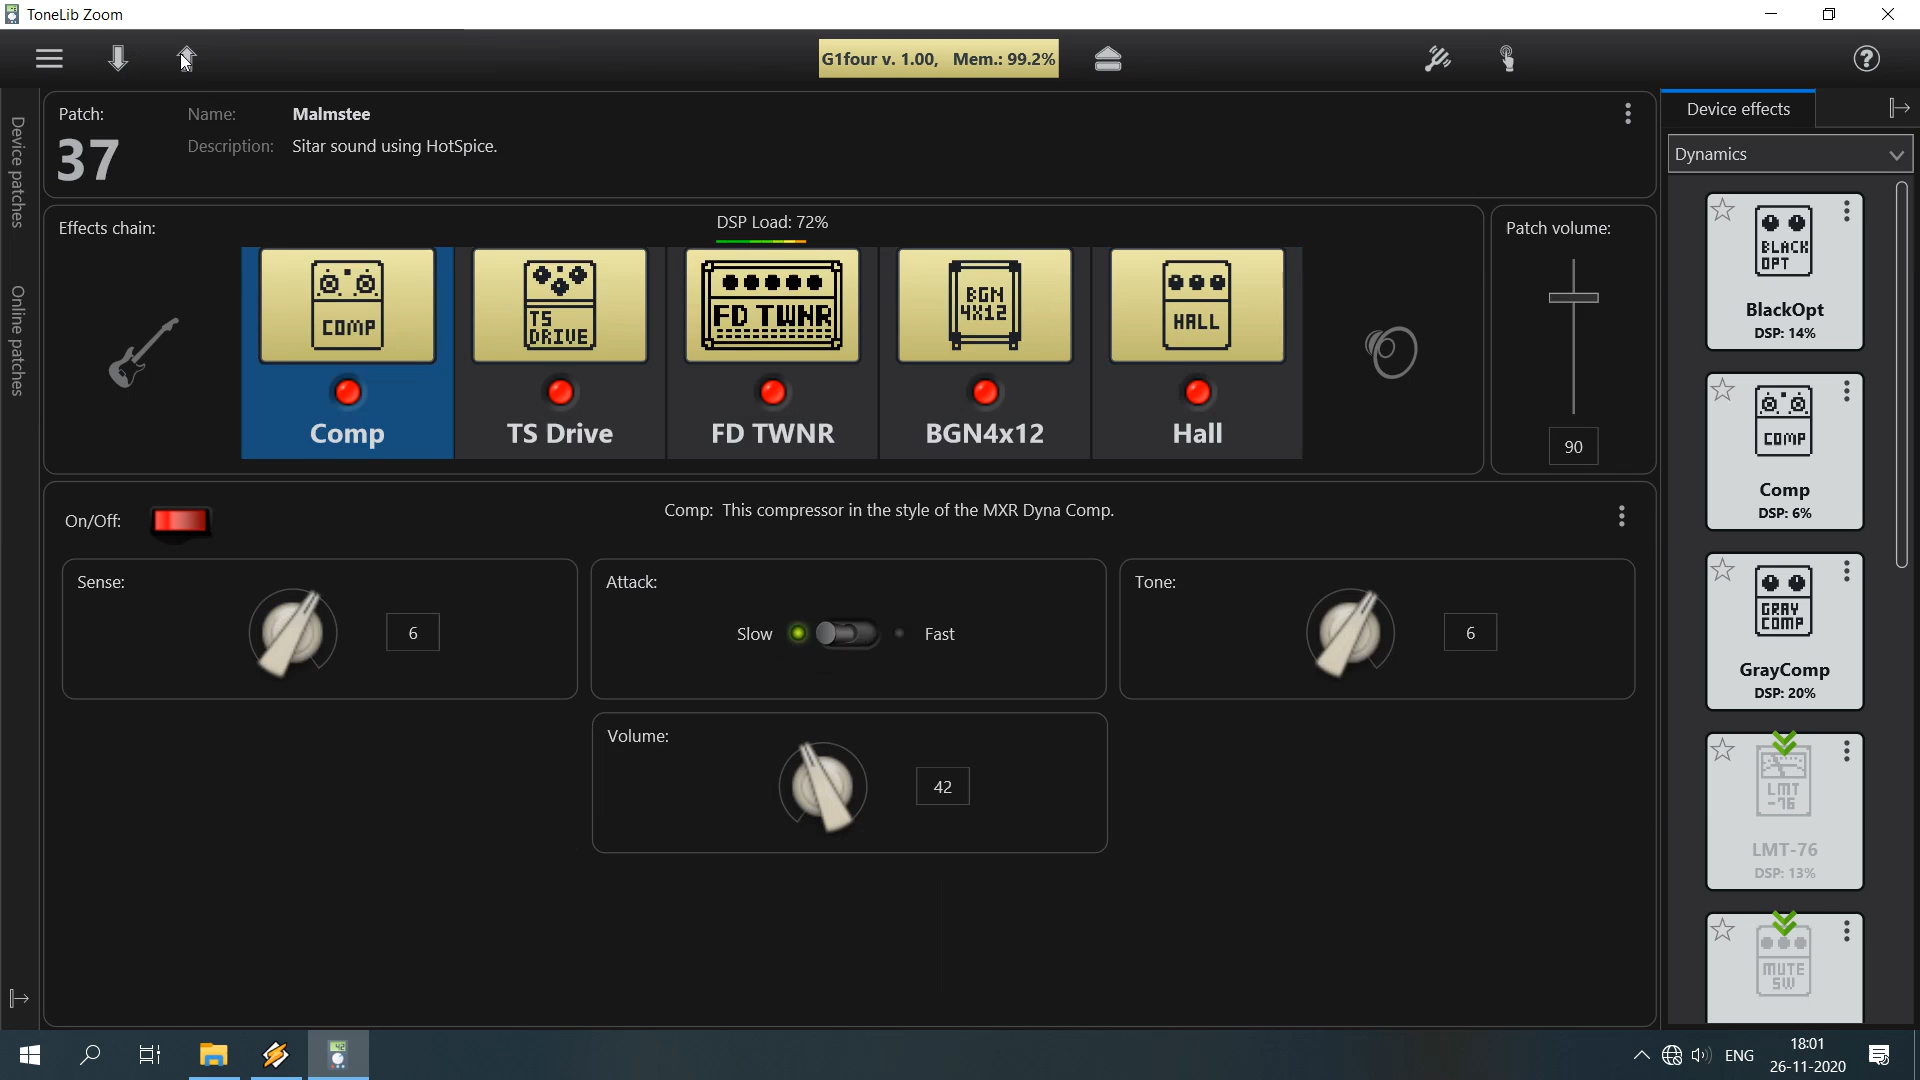 ToneLib Zoom
G1four v. 1.00, Mem.: 99.2%
Device patches
Online patches
Patch:
37
Name: Malmstee
Description: Sitar sound using HotSpice.
Effects chain:
DSP Load: 72%
COMP
TS DRIVE
FD TWNR
BGN 4X12
HALL
Comp
TS Drive
FD TWNR
BGN4x12
Hall
Patch volume:
90
On/Off:
Comp: This compressor in the style of the MXR Dyna Comp.
Sense:
6
Attack:
Slow
Fast
Tone:
6
Volume:
42
Device effects
Dynamics
BLACK OPT
BlackOpt
DSP: 14%
COMP
Comp
DSP: 6%
GRAY COMP
GrayComp
DSP: 20%
LMT -76
LMT-76
DSP: 13%
MUTE SW
ENG
18:01
26-11-2020